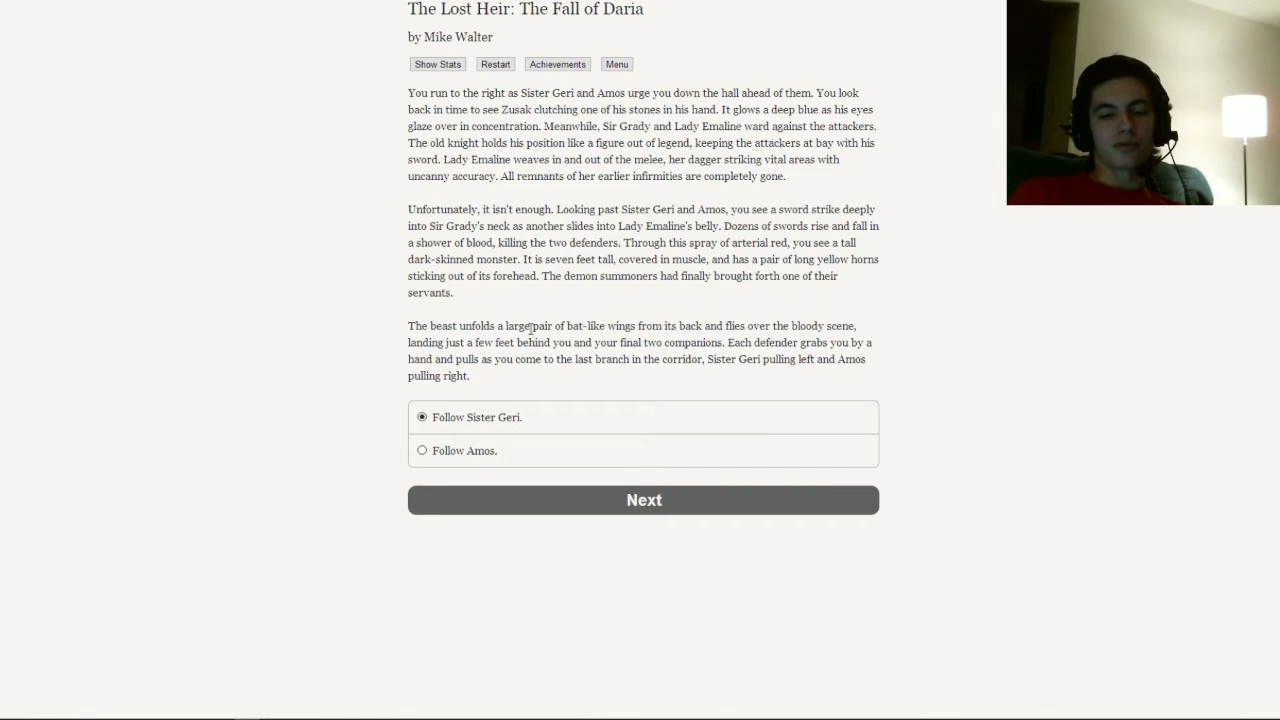 The Lost Heir: The Fall of Daria
by Mike Walter
Show Stats Restart Achievements Menu
You run to the right as Sister Geri and Amos urge you down the hall ahead of them. You look
back in time to see Zusak clutching one of his stones in his hand. It glows a deep blue as his eyes
glaze over in concentration. Meanwhile, Sir Grady and Lady Emaline ward against the attackers.
The old knight holds his position like a figure out of legend, keeping the attackers at bay with his
sword. Lady Emaline weaves in and out of the melee, her dagger striking vital areas with
uncanny accuracy. All remnants of her earlier infirmities are completely gone.
Unfortunately, it isn't enough. Looking past Sister Geri and Amos, you see a sword strike deeply
into Sir Grady's neck as another slides into Lady Emaline's belly. Dozens of swords rise and fall in
a shower of blood, killing the two defenders. Through this spray of arterial red, you see a tall
dark-skinned monster. It is seven feet tall, covered in muscle, and has a pair of long yellow horns
sticking out of its forehead. The demon summoners had finally brought forth one of their
servants.
The beast unfolds a large pair of bat-like wings from its back and flies over the bloody scene,
landing just a few feet behind you and your final two companions. Each defender grabs you by a
hand and pulls as you come to the last branch in the corridor, Sister Geri pulling left and Amos
pulling right.
Follow Sister Geri.
Follow Amos.
Next